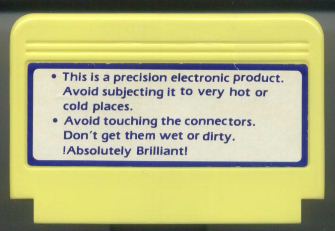 • This is a precision electronic product.
Avoid subjecting it to very hot or
cold places.
• Avoid touching the connectors.
Don't get them wet or dirty.
!Absolutely Brilliant!